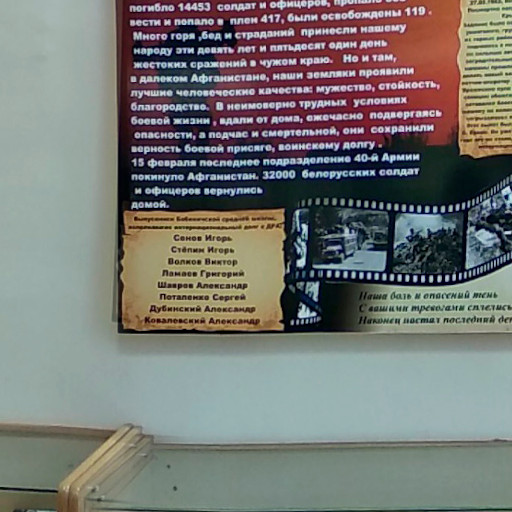 погибло 14453 солдат и офицеров, пропало без
вести и попало в плен 417, были освобождены 119 .
Много горя ,бед и страданий принесли нашему
народу эти девять лет и пятьдесят один день
жестоких сражений в чужом краю. Но и там,
в далеком Афганистане, наши земляки проявили
лучшие человеческие качества: мужество, стойкость,
благородство. В неимоверно трудных условиях
боевой жизни , вдали от дома, ежечасно подвергаясь
опасности, а подчас и смертельной, они сохранили
верность боевой присяге, воинскому долгу .
15 февраля последнее подразделение 40-й Армии
покинуло Афганистан. 32000 белорусских солдат
и офицеров вернулись
домой.
Выпускники средней школы,
Сенов Игорь
Стёпин Игорь
Волков Виктор
Ламаев Григорий
Шавров Александр
Потапенко Сергей
Дубинский Александр
Ковалевский Александр
Наша боль и опасений тень
С вашими тревогами сплелись
Наконец настал последний